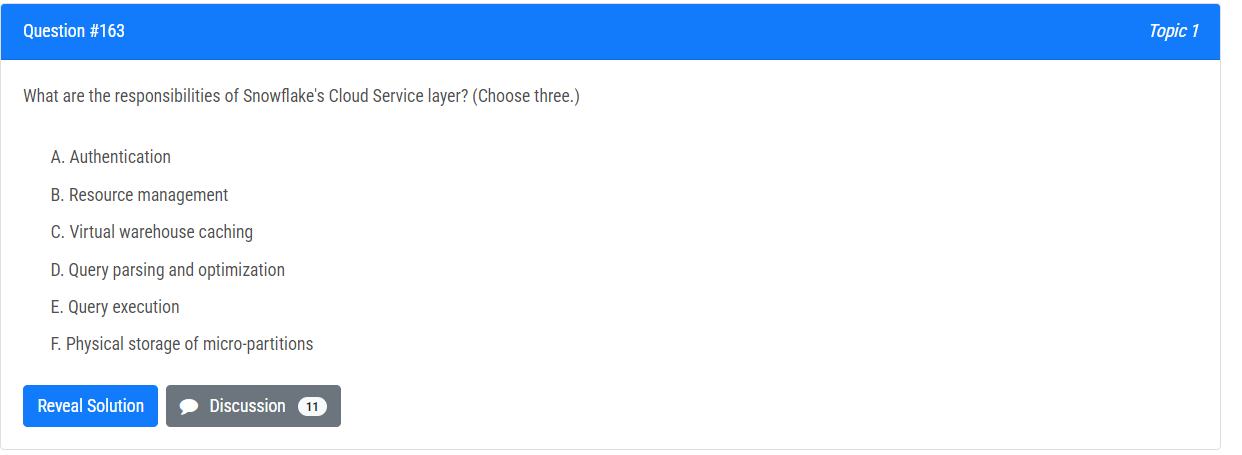 Question #163
Topic 1
What are the responsibilities of Snowflake's Cloud Service layer? (Choose three.)
A. Authentication
B. Resource management
C. Virtual warehouse caching
D. Query parsing and optimization
E. Query execution
F. Physical storage of micro-partitions
Reveal Solution
Discussion 11